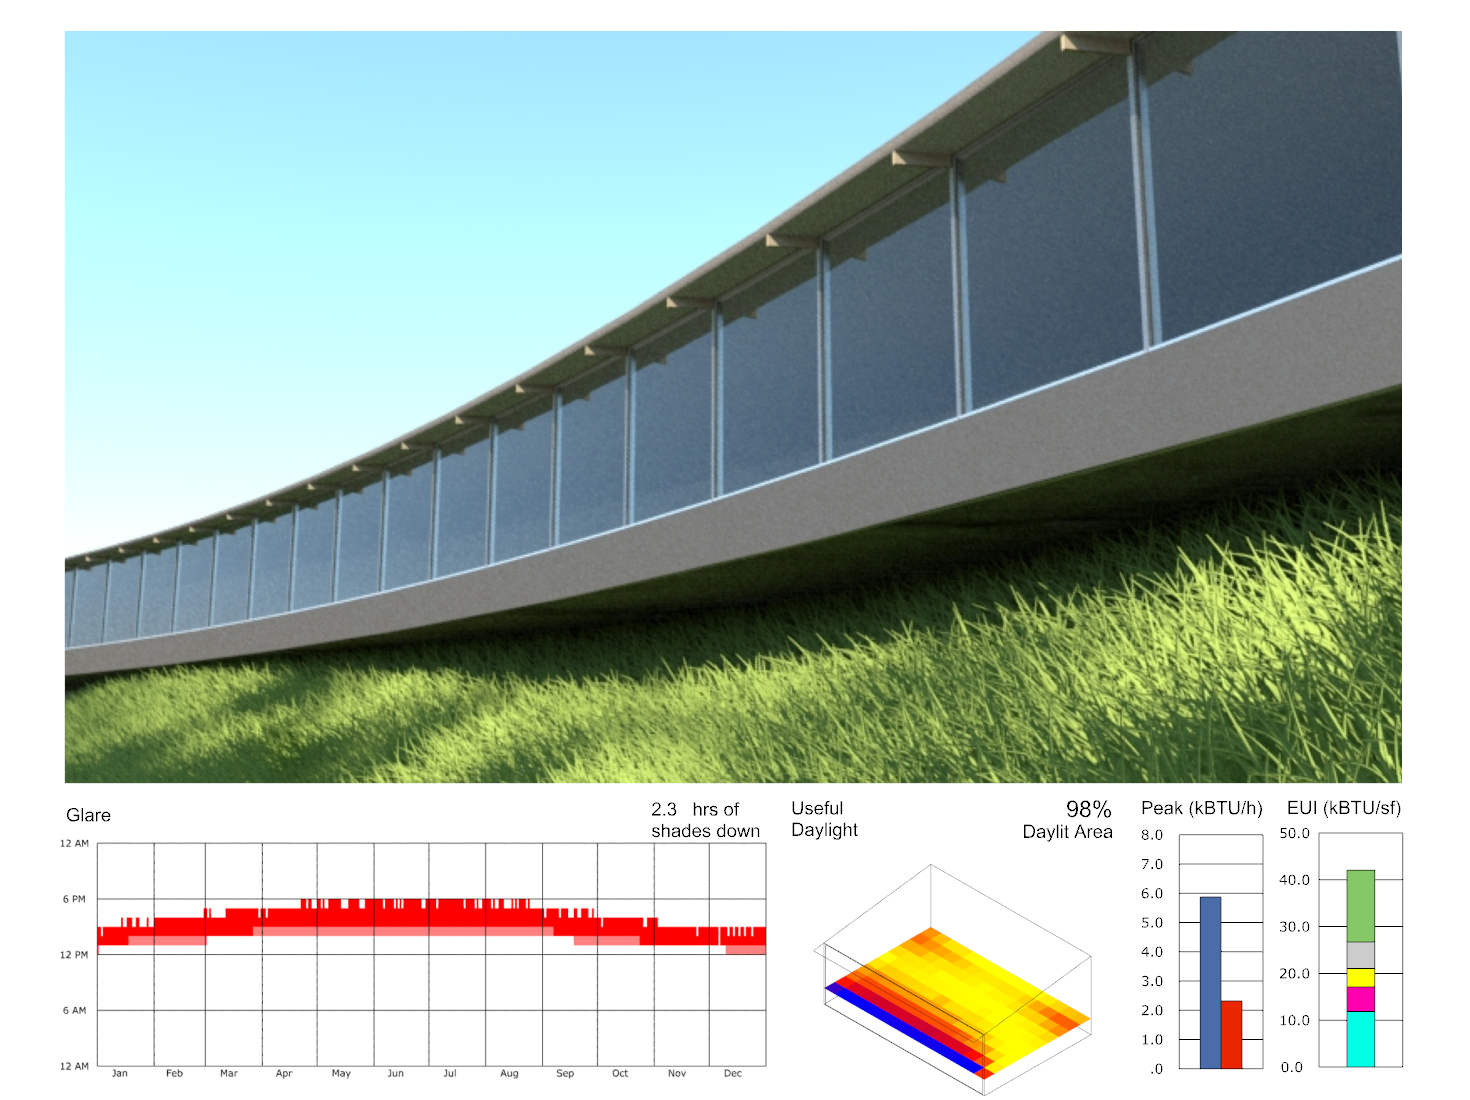 Glare
2.3 hrs of
shades down
12 AM
6 PM
12 PM
6 AM
12 AM
Jan Feb Mar Apr May Jun Jul Aug Sep Oct Nov Dec
Useful
Daylight
98%
Daylit Area
Peak (kBTU/h)
8.0
7.0
6.0
5.0
4.0
3.0
2.0
1.0
.0
EUI (kBTU/sf)
50.0
40.0
30.0
20.0
10.0
0.0